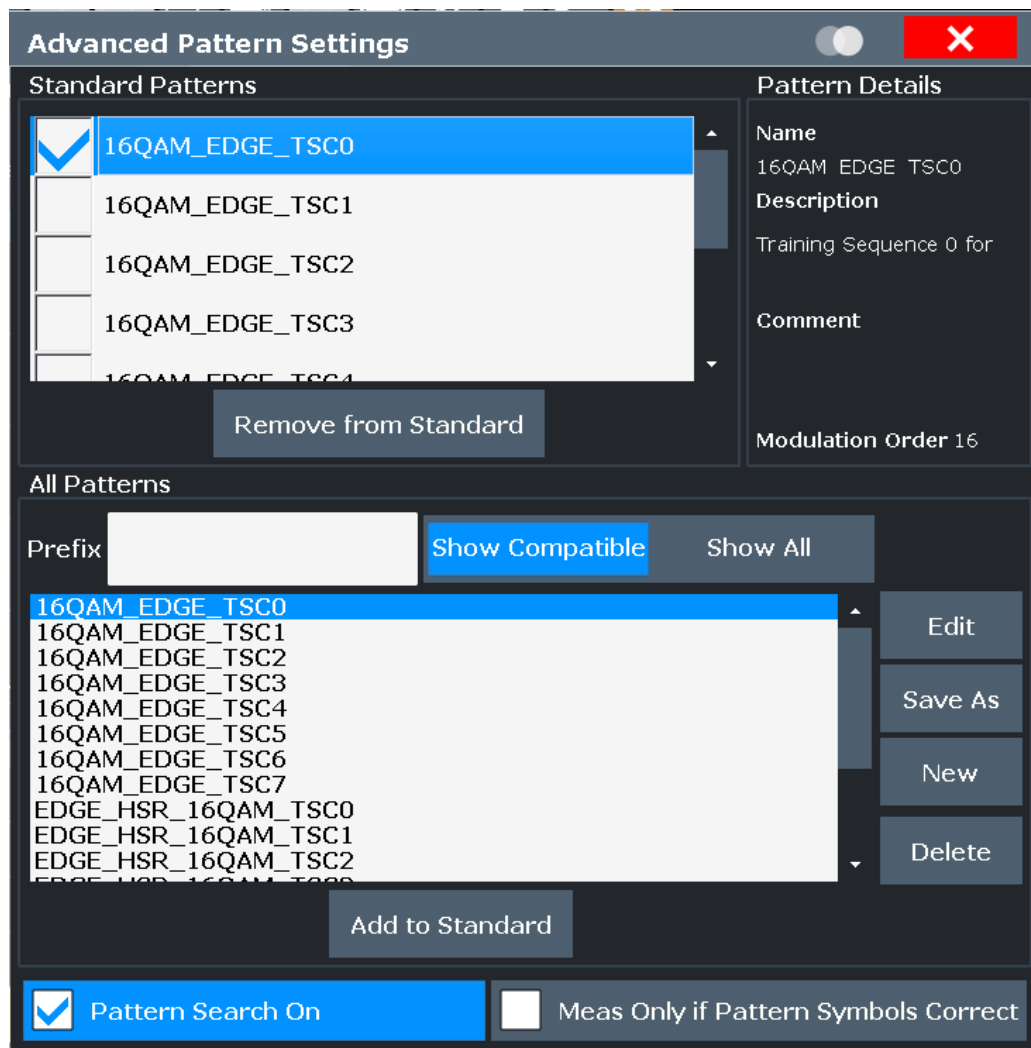 Advanced Pattern Settings
Standard Patterns
16QAM_EDGE_TSC0
16QAM_EDGE_TSC1
16QAM_EDGE_TSC2
16QAM_EDGE_TSC3
16QAM_EDGE_TSC4
Remove from Standard
Pattern Details
Name
16QAM_EDGE_TSC0
Description
Training Sequence 0 for
Comment
Modulation Order 16
All Patterns
Prefix
Show Compatible
Show All
16QAM_EDGE_TSC0
16QAM_EDGE_TSC1
16QAM_EDGE_TSC2
16QAM_EDGE_TSC3
16QAM_EDGE_TSC4
16QAM_EDGE_TSC5
16QAM_EDGE_TSC6
16QAM_EDGE_TSC7
EDGE_HSR_16QAM_TSC0
EDGE_HSR_16QAM_TSC1
EDGE_HSR_16QAM_TSC2
Edit
Save As
New
Delete
Add to Standard
Pattern Search On
Meas Only if Pattern Symbols Correct